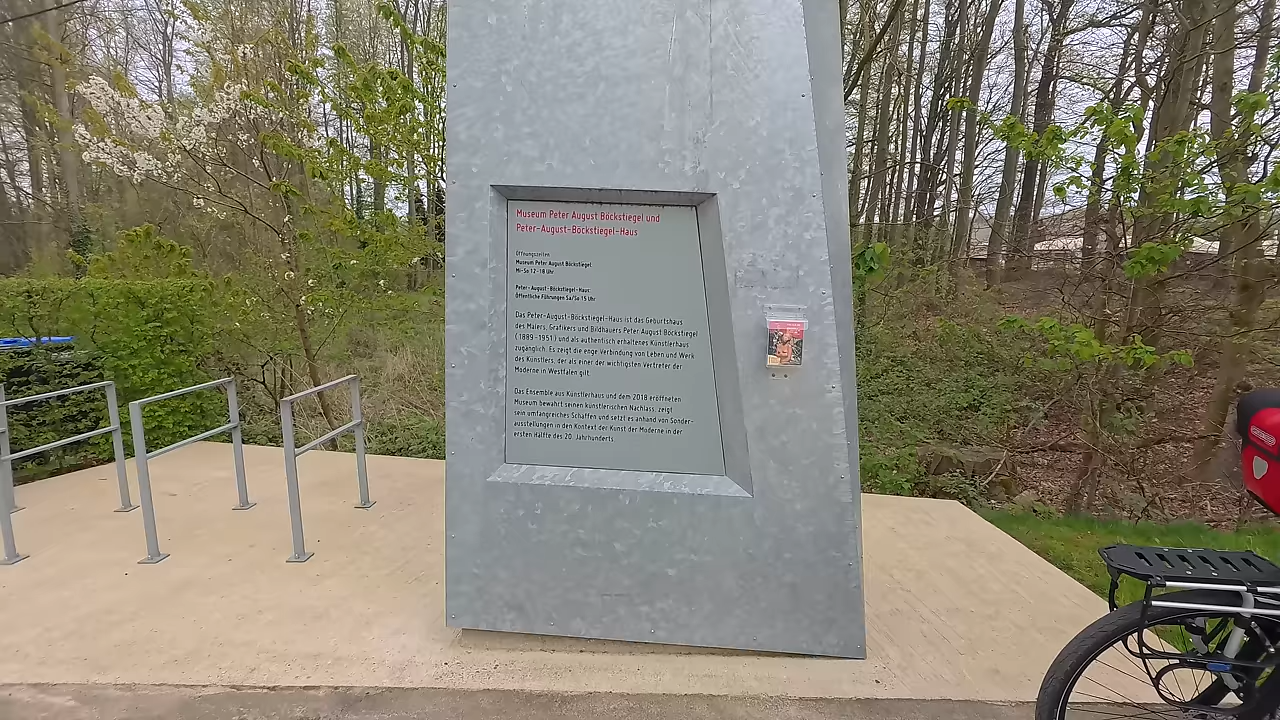 Museum Peter August Böckstiegel und
Peter-August-Böckstiegel-Haus
Öffnungszeiten
Museum Peter August Böckstiegel:
Mi-So 12-18 Uhr
Peter-August-Böckstiegel-Haus:
Öffentliche Führungen Sa/So 15 Uhr
Das Peter-August-Böckstiegel-Haus ist das Geburtshaus
des Malers, Grafikers und Bildhauers Peter August Böckstiegel
(1889-1951) und als authentisch erhaltenes Künstlerhaus
zugänglich. Es zeigt die enge Verbindung von Leben und Werk
des Künstlers, der als einer der wichtigsten Vertreter der
Moderne in Westfalen gilt.
Das Ensemble aus Künstlerhaus und dem 2018 eröffneten
Museum bewahrt seinen künstlerischen Nachlass, zeigt
sein umfangreiches Schaffen und setzt es anhand von Sonder-
ausstellungen in den Kontext der Kunst der Moderne in der
ersten Hälfte des 20. Jahrhunderts.